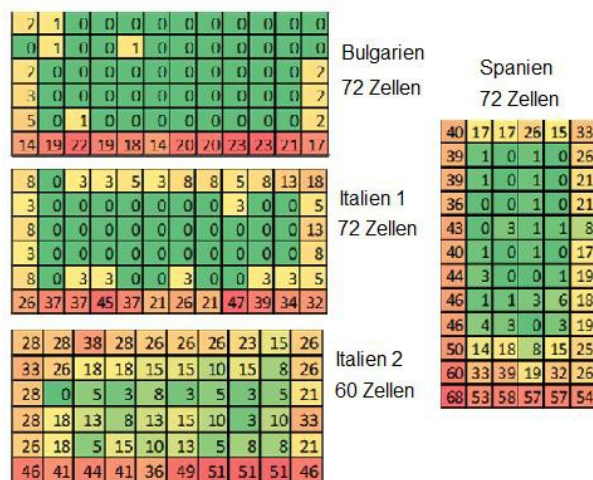 2 1 0 0 0 0 0 0 0 0 0 0
0 1 0 0 1 0 0 0 0 0 0 0
2 0 0 0 0 0 0 0 0 0 0 2
3 0 0 0 0 0 0 0 0 0 0 2
5 0 1 0 0 0 0 0 0 0 0 2
14 19 22 19 18 14 20 20 23 23 21 17
Bulgarien
72 Zellen
8 0 3 3 5 3 8 8 5 8 13 18
3 0 0 0 0 0 0 0 3 0 0 5
8 0 0 0 0 0 0 0 0 0 0 13
3 0 0 0 0 0 0 0 0 0 0 8
8 0 3 3 0 0 3 0 0 3 3 5
26 37 37 45 37 21 26 21 47 39 34 32
Italien 1
72 Zellen
28 28 38 28 26 26 26 23 15 26
33 26 18 18 15 15 10 15 8 26
28 0 5 3 8 3 5 3 5 21
28 18 13 8 13 15 10 3 10 33
26 18 5 15 10 13 5 8 8 21
46 41 44 41 36 49 51 51 51 46
Italien 2
60 Zellen
Spanien
72 Zellen
40 17 17 26 15 33
39 1 0 1 0 26
39 1 0 1 0 21
36 0 0 1 0 21
43 0 3 1 1 8
40 1 0 1 0 17
44 3 0 0 1 19
46 1 1 3 6 18
46 4 3 0 3 19
50 14 18 8 15 25
60 33 39 19 32 26
68 53 58 57 57 54